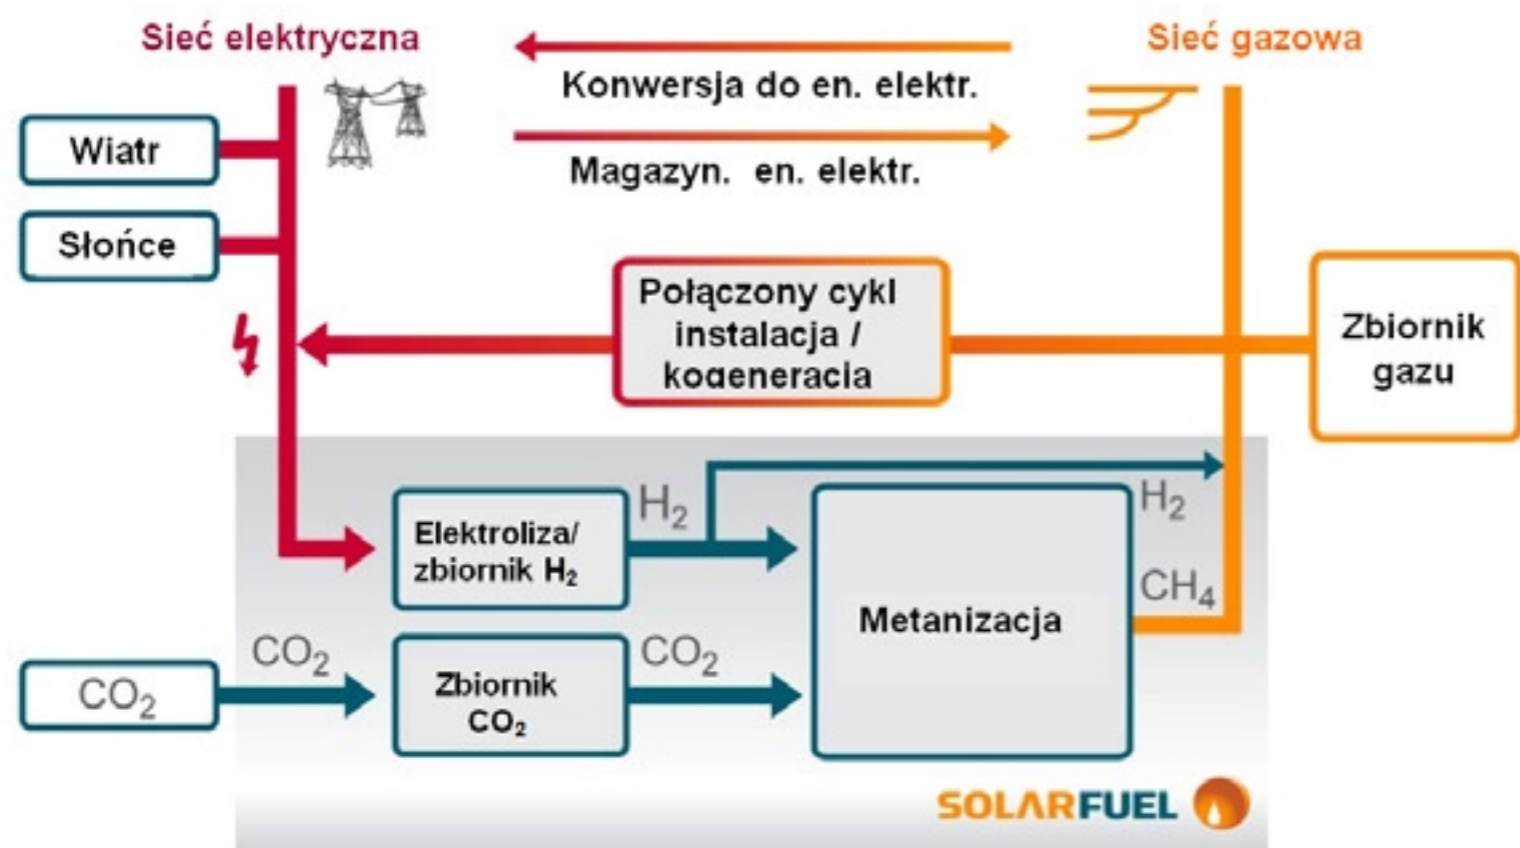 Sieć elektryczna
Sieć gazowa
Konwersja do en. elektr.
Magazyn. en. elektr.
Wiatr
Słońce
Połączony cykl
instalacja /
kogeneracja
Zbiornik
gazu
H₂
H₂
Elektroliza/
zbiornik H₂
CH₄
Metanizacja
CO₂
CO₂
CO₂
Zbiornik
CO₂
SOLARFUEL